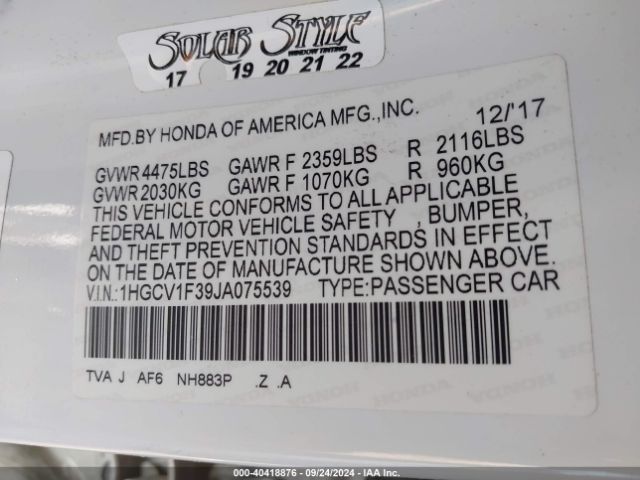 SOLAR STYLE
WINDOW TINTING
17 19 20 21 22
MFD.BY HONDA OF AMERICA MFG.,INC. 12/'17
GVWR 4475LBS GAWR F 2359LBS R 2116LBS
GVWR 2030KG GAWR F 1070KG R 960KG
THIS VEHICLE CONFORMS TO ALL APPLICABLE
FEDERAL MOTOR VEHICLE SAFETY , BUMPER,
AND THEFT PREVENTION STANDARDS IN EFFECT
ON THE DATE OF MANUFACTURE SHOWN ABOVE.
V.I.N.:1HGCV1F39JA075539 TYPE:PASSENGER CAR
TVA J AF6 NH883P .Z .A
000-40418876 - 09/24/2024 - IAAI.COM